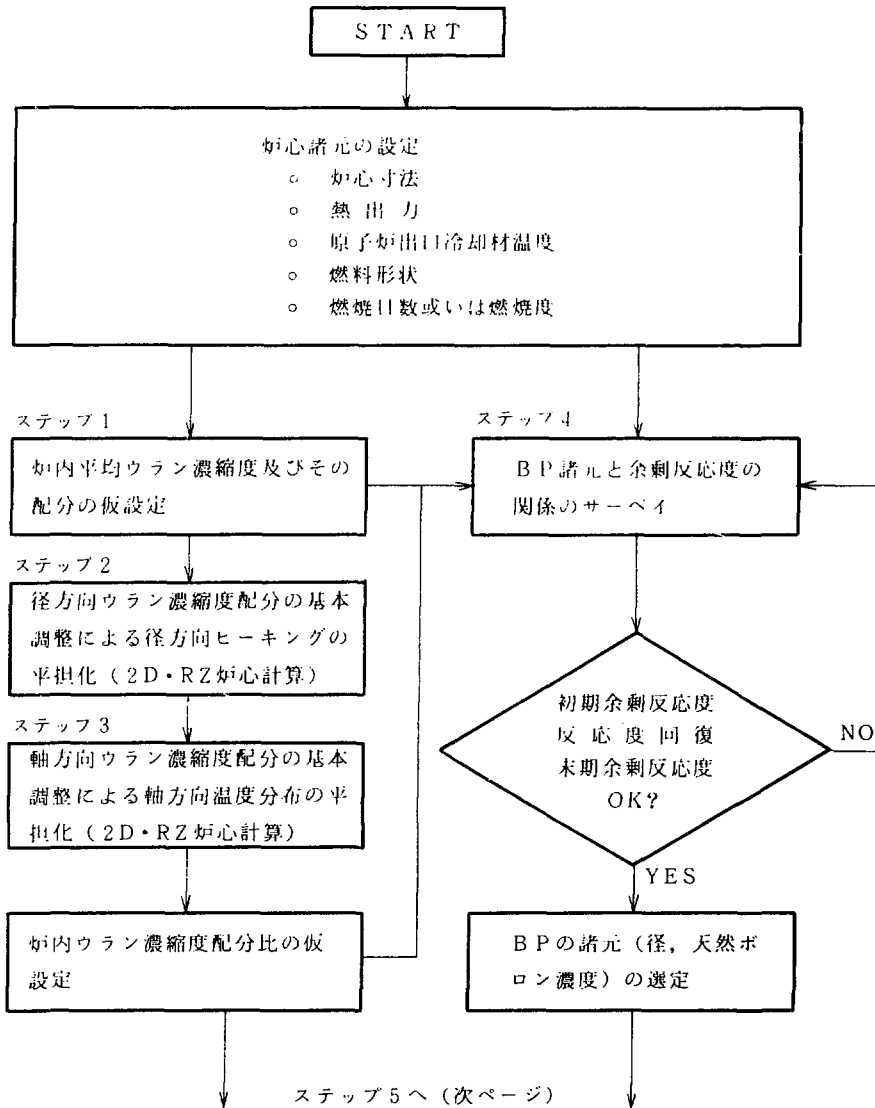 START
炉心諸元の設定
○ 炉心寸法
○ 熱出力
○ 原子炉出口冷却材温度
○ 燃料形状
○ 燃焼日数或いは燃焼度
ステップ1
炉内平均ウラン濃縮度及びその
配分の仮設定
ステップ2
径方向ウラン濃縮度配分の基本
調整による径方向ピーキングの
平担化（2D・RZ炉心計算）
ステップ3
軸方向ウラン濃縮度配分の基本
調整による軸方向温度分布の平
担化（2D・RZ炉心計算）
炉内ウラン濃縮度配分比の仮
設定
ステップ4
BP諸元と余剰反応度の
関係のサーベイ
初期余剰反応度
反応度回復
末期余剰反応度
OK?
NO
YES
BPの諸元（径，天然ボ
ロン濃度）の選定
ステップ5へ（次ページ）